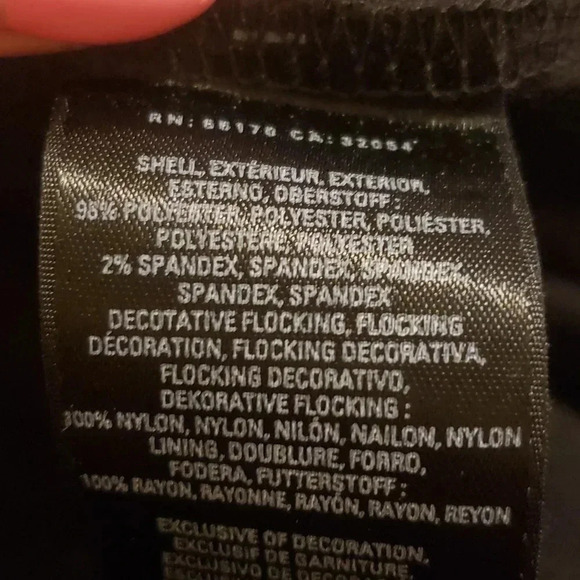 RN: 66170 CA: 32054
SHELL, EXTÉRIEUR, EXTERIOR,
ESTERNO, OBERSTOFF :
98% POLYESTER, POLYESTER, POLIÉSTER,
POLYESTERE, POLYESTER
2% SPANDEX, SPANDEX, SPANDEX,
SPANDEX, SPANDEX
DECOTATIVE FLOCKING, FLOCKING
DÉCORATION, FLOCKING DECORATIVA,
FLOCKING DECORATIVO,
DEKORATIVE FLOCKING :
100% NYLON, NYLON, NILÓN, NAILON, NYLON
LINING, DOUBLURE, FORRO,
FODERA, FUTTERSTOFF :
100% RAYON, RAYONNE, RAYÓN, RAYON, REYON
EXCLUSIVE OF DECORATION,
EXCLUSIF DE GARNITURE
EXCLUSIVO DE